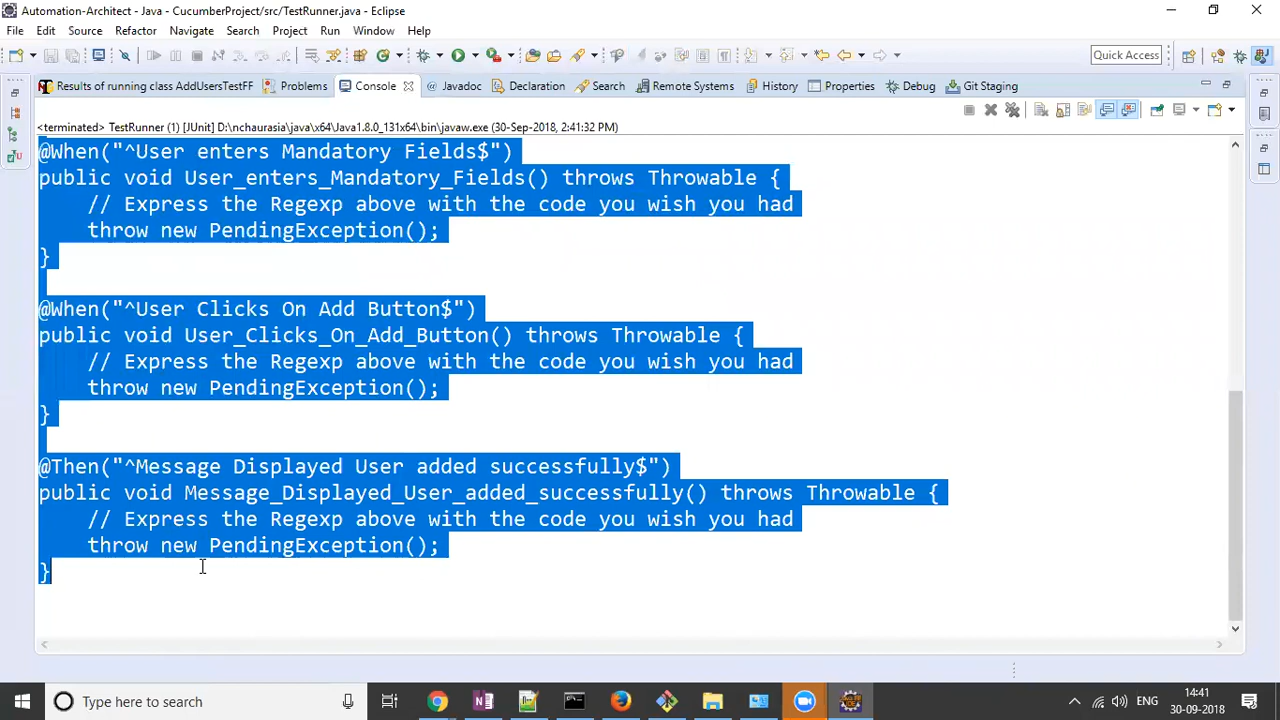 Automation-Architect - Java - CucumberProject/src/TestRunner.java - Eclipse
File Edit Source Refactor Navigate Search Project Run Window Help
Quick Access
Results of running class AddUsersTestFF Problems Console @ Javadoc Declaration Search Remote Systems History Properties Debug Git Staging
<terminated> TestRunner (1) [JUnit] D:\nchaurasia\java\x64\Java1.8.0_131x64\bin\javaw.exe (30-Sep-2018, 2:41:32 PM)
@When("^User enters Mandatory Fields$")
public void User_enters_Mandatory_Fields() throws Throwable {
// Express the Regexp above with the code you wish you had
throw new PendingException();
}
@When("^User Clicks On Add Button$")
public void User_Clicks_On_Add_Button() throws Throwable {
// Express the Regexp above with the code you wish you had
throw new PendingException();
}
@Then("^Message Displayed User added successfully$")
public void Message_Displayed_User_added_successfully() throws Throwable {
// Express the Regexp above with the code you wish you had
throw new PendingException();
}
Type here to search
ENG
14:41
30-09-2018